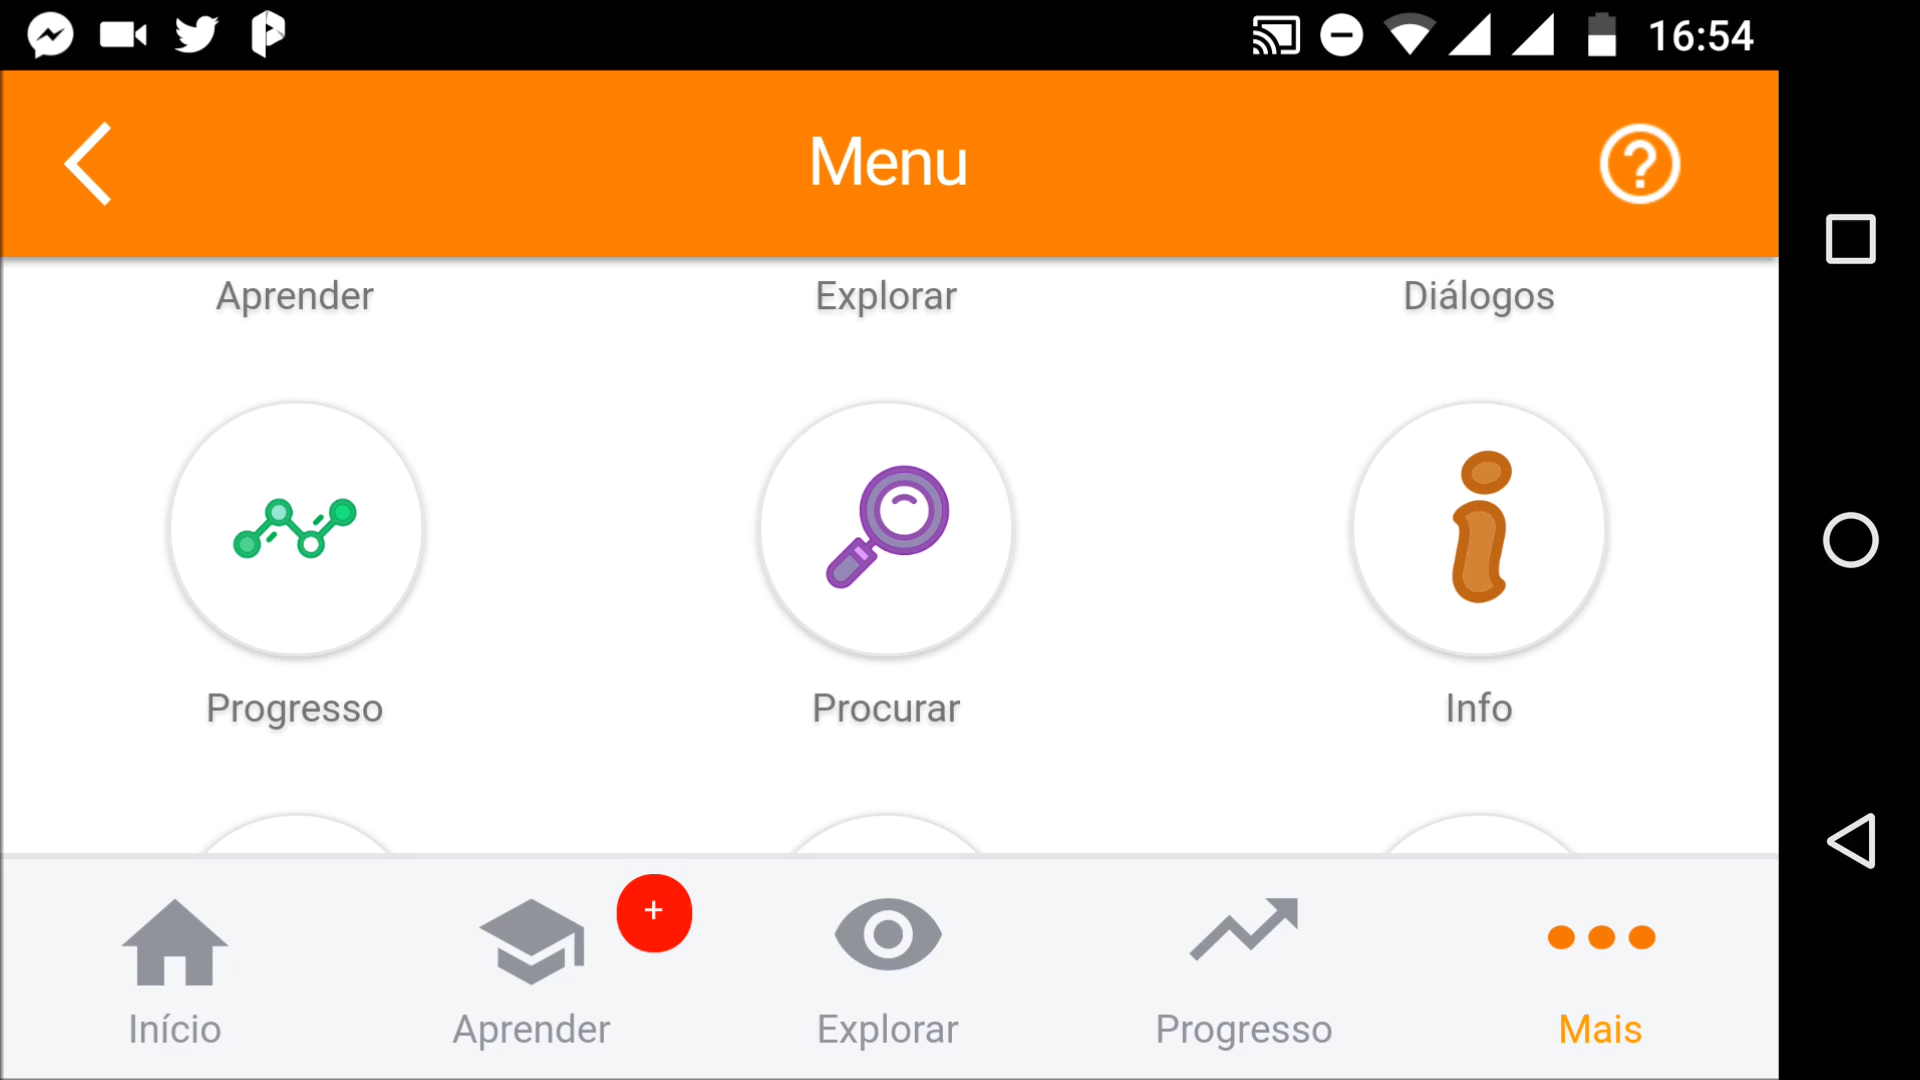 16:54
Menu
Aprender Explorar Diálogos
Progresso Procurar Info
+
Início Aprender Explorar Progresso Mais